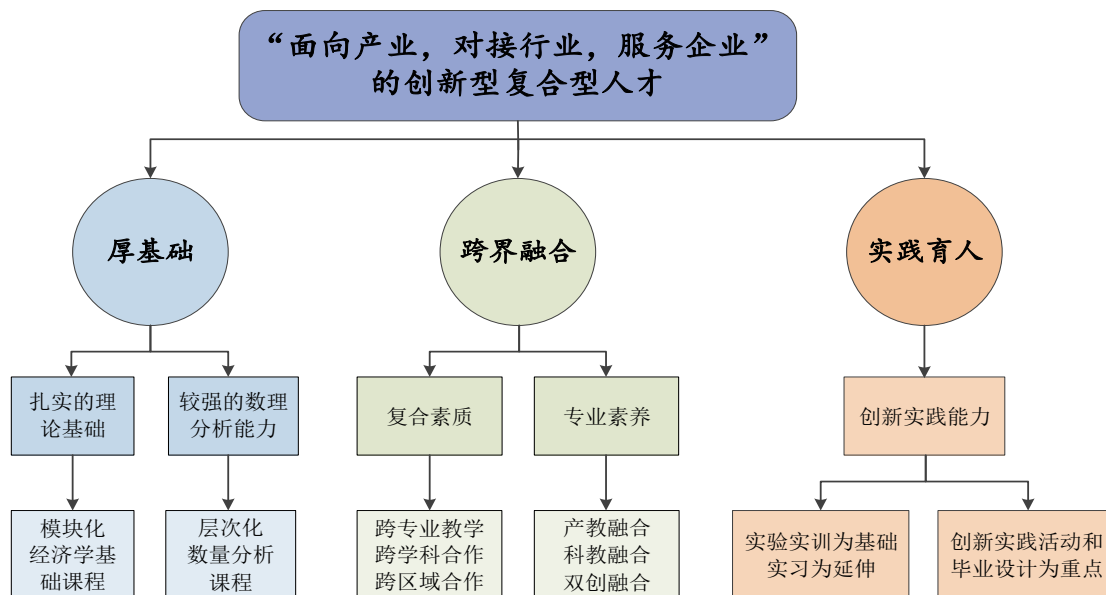 “面向产业，对接行业，服务企业”
的创新型复合型人才
厚基础
跨界融合
实践育人
扎实的理
论基础
较强的数理
分析能力
复合素质
专业素养
创新实践能力
模块化
经济学基
础课程
层次化
数量分析
课程
跨专业教学
跨学科合作
跨区域合作
产教融合
科教融合
双创融合
实验实训为基础
实习为延伸
创新实践活动和
毕业设计为重点